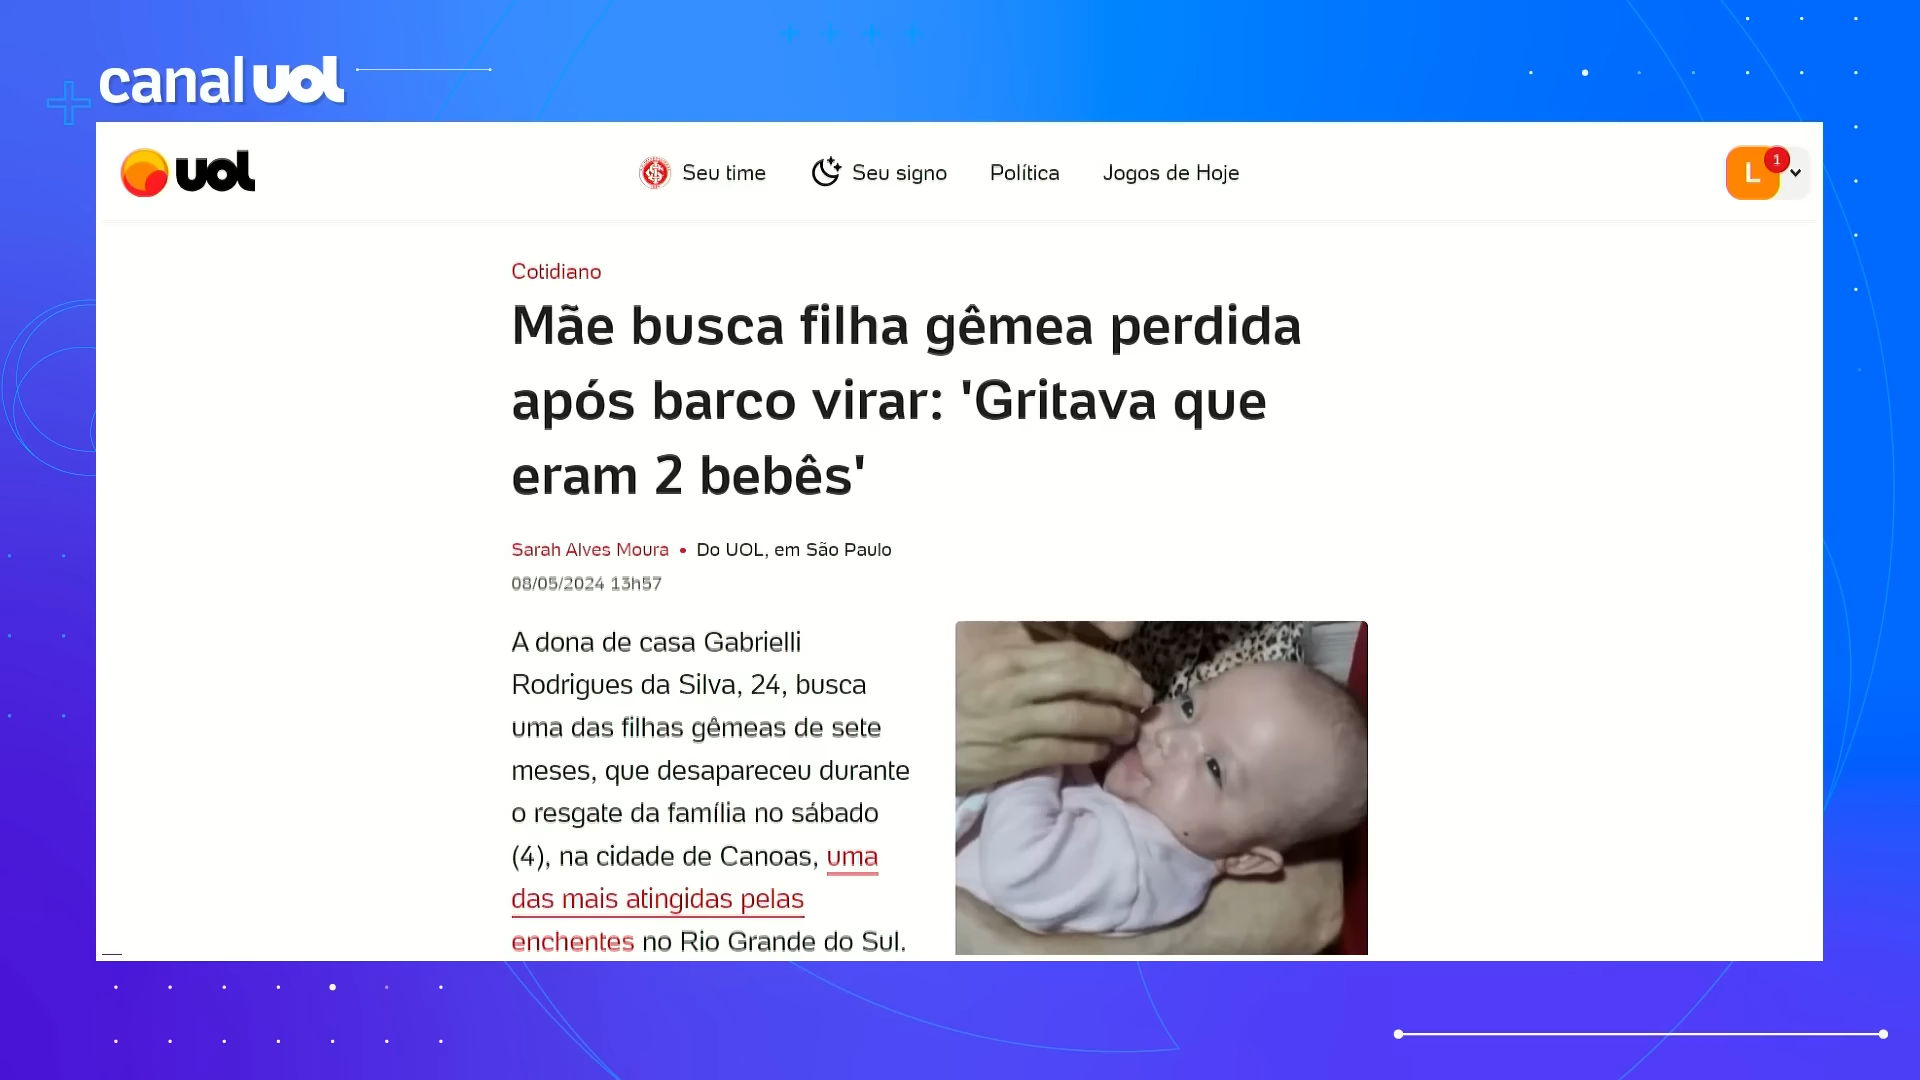 canal uol
uol
Seu time
Seu signo
Política
Jogos de Hoje
L
1
Cotidiano
Mãe busca filha gêmea perdida
após barco virar: 'Gritava que
eram 2 bebês'
Sarah Alves Moura • Do UOL, em São Paulo
08/05/2024 13h57
A dona de casa Gabrielli
Rodrigues da Silva, 24, busca
uma das filhas gêmeas de sete
meses, que desapareceu durante
o resgate da família no sábado
(4), na cidade de Canoas, uma
das mais atingidas pelas
enchentes no Rio Grande do Sul.